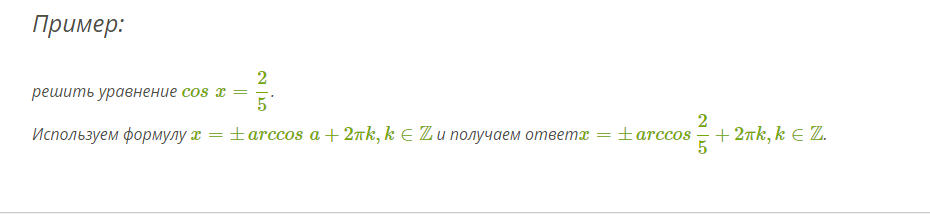 Пример:
решить уравнение cos x = 2/5.
Используем формулу x = ± arccos a + 2πk, k ∈ ℤ и получаем ответx = ± arccos 2/5 + 2πk, k ∈ ℤ.